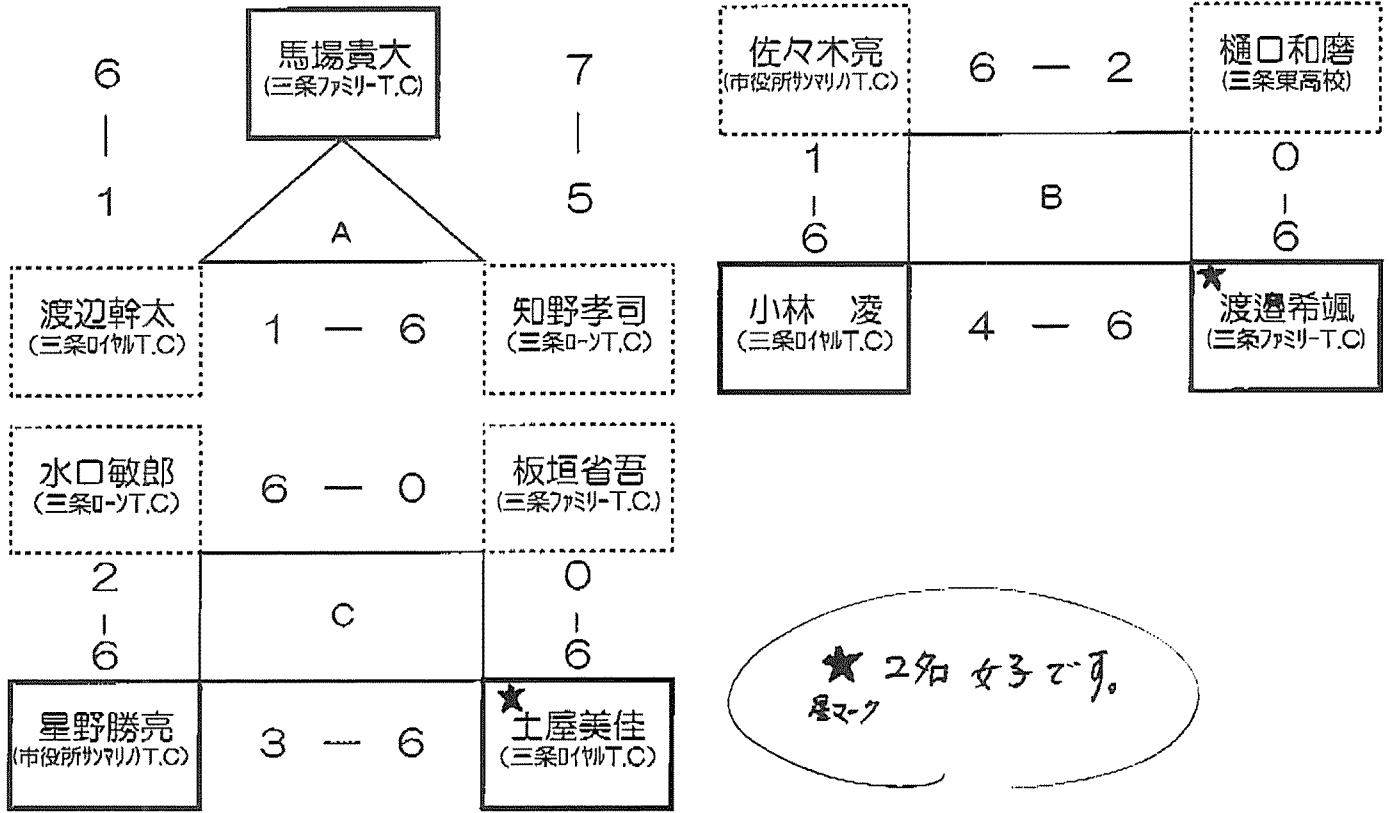 馬場貴大
(三条ファミリーT.C)
6
|
1
7
|
5
A
渡辺幹太
(三条ロイヤルT.C)
1 ー 6
知野孝司
(三条ローンT.C)
水口敏郎
(三条ローンT.C)
6 ー 0
板垣省吾
(三条ファミリーT.C.)
2
|
6
C
0
|
6
星野勝亮
(市役所サンマリノT.C)
3 ー 6
★
土屋美佳
(三条ロイヤルT.C)
佐々木亮
(市役所サンマリノT.C)
6 ー 2
樋口和磨
(三条東高校)
1
|
6
B
0
|
6
小林 凌
(三条ロイヤルT.C)
4 ー 6
★
渡邉希颯
(三条ファミリーT.C)
★ 2名 女子です。
星マーク